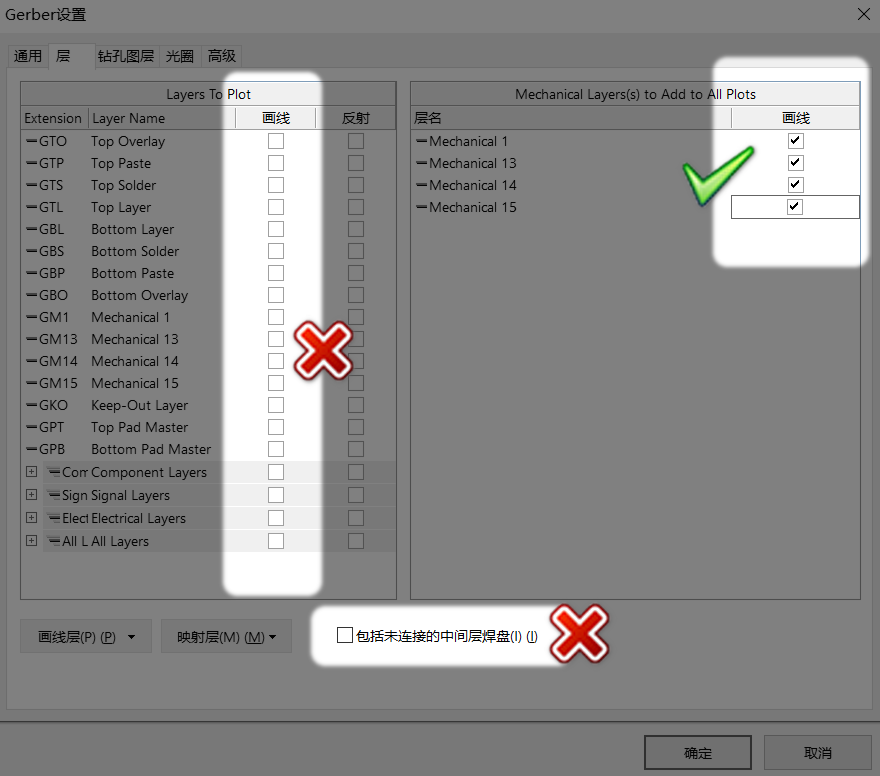 Gerber设置
通用 层 钻孔图层 光圈 高级
Layers To Plot
Extension Layer Name 画线 反射
GTO Top Overlay
GTP Top Paste
GTS Top Solder
GTL Top Layer
GBL Bottom Layer
GBS Bottom Solder
GBP Bottom Paste
GBO Bottom Overlay
GM1 Mechanical 1
GM13 Mechanical 13
GM14 Mechanical 14
GM15 Mechanical 15
GKO Keep-Out Layer
GPT Top Pad Master
GPB Bottom Pad Master
Com Component Layers
Sign Signal Layers
Elect Electrical Layers
All L All Layers
Mechanical Layers(s) to Add to All Plots
层名 画线
Mechanical 1
Mechanical 13
Mechanical 14
Mechanical 15
画线层(P) (P) 映射层(M) (M) 包括未连接的中间层焊盘(I) (I)
确定 取消